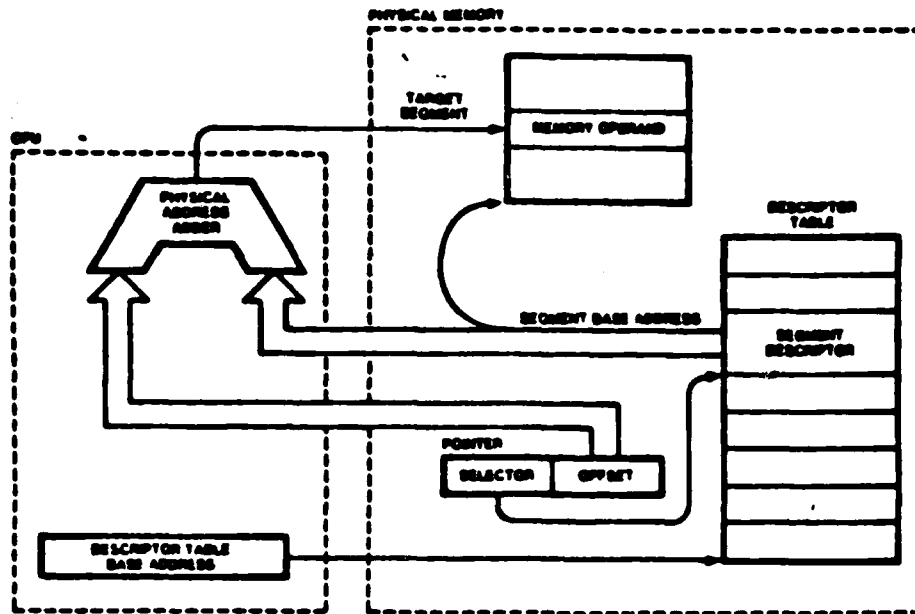 PHYSICAL MEMORY
TARGET
SEGMENT
MEMORY OPERAND
CPU
PHYSICAL
ADDRESS
ADDER
DESCRIPTOR
TABLE
SEGMENT BASE ADDRESS
SEGMENT
DESCRIPTOR
POINTER
SELECTOR
OFFSET
DESCRIPTOR TABLE
BASE ADDRESS